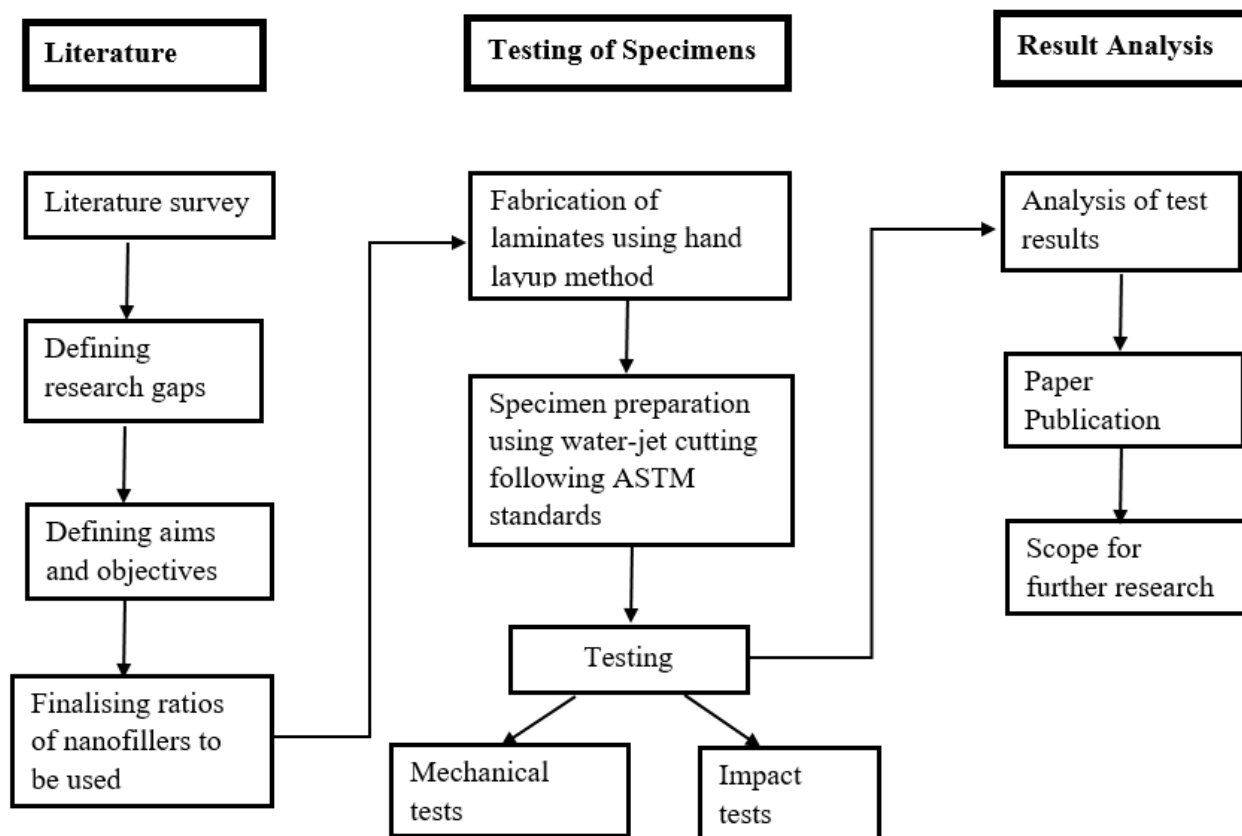 Literature
Literature survey
Defining
research gaps
Defining aims
and objectives
Finalising ratios
of nanofillers to
be used
Testing of Specimens
Fabrication of
laminates using hand
layup method
Specimen preparation
using water-jet cutting
following ASTM
standards
Testing
Mechanical
tests
Impact
tests
Result Analysis
Analysis of test
results
Paper
Publication
Scope for
further research